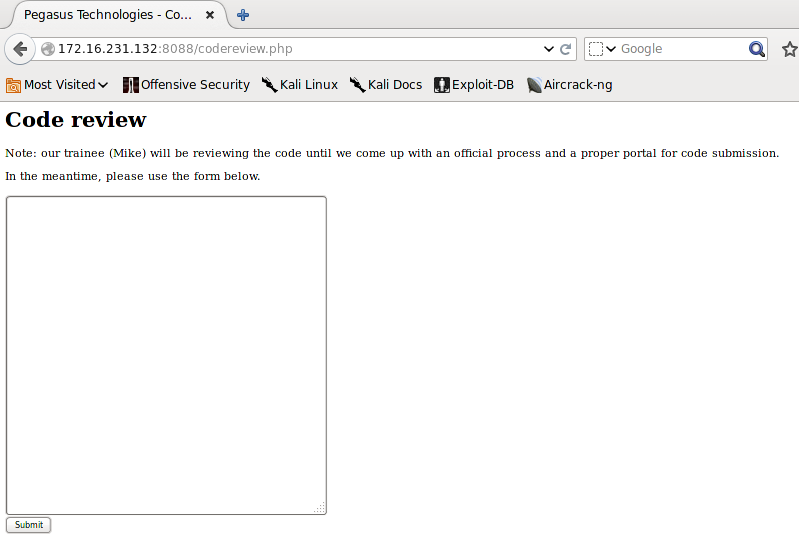 Pegasus Technologies - Co...
172.16.231.132:8088/codereview.php
Google
Most Visited
Offensive Security
Kali Linux
Kali Docs
Exploit-DB
Aircrack-ng
Code review
Note: our trainee (Mike) will be reviewing the code until we come up with an official process and a proper portal for code submission.
In the meantime, please use the form below.
Submit